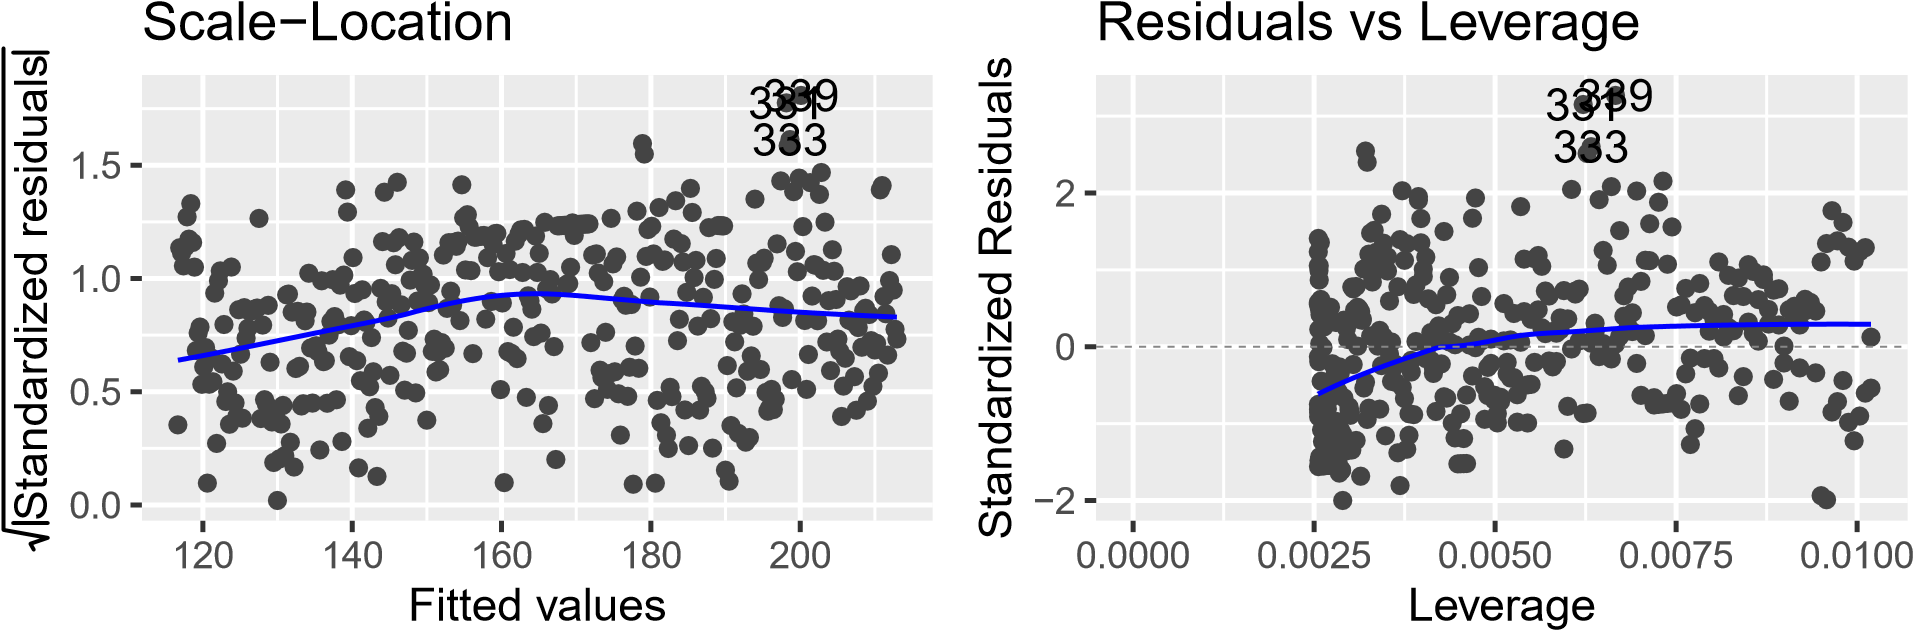 Scale−Location
√|Standardized residuals|
1.5
1.0
0.5
0.0
339
331
333
120 140 160 180 200
Fitted values
Residuals vs Leverage
Standardized Residuals
2
0
−2
339
331
333
0.0000 0.0025 0.0050 0.0075 0.0100
Leverage